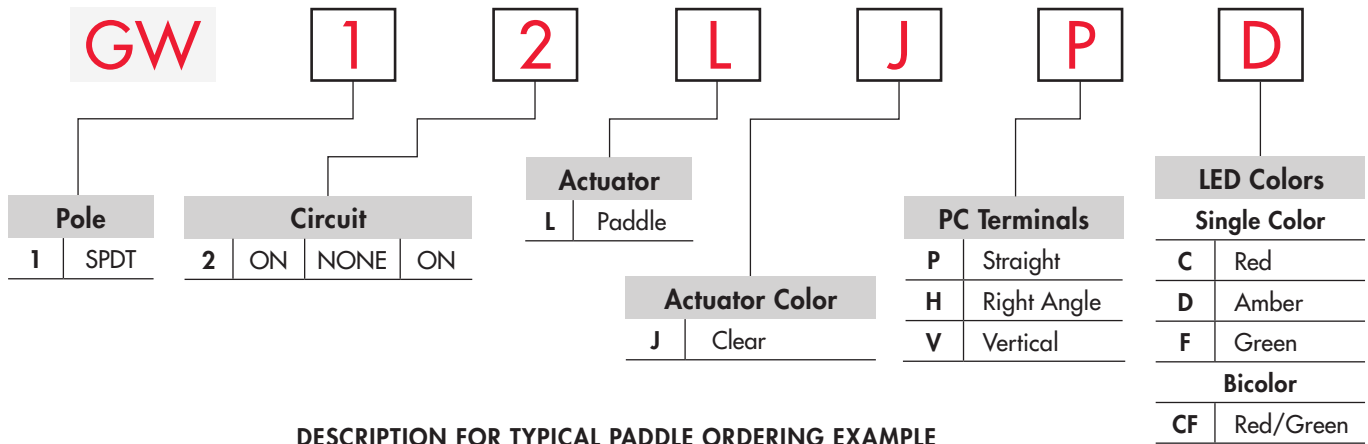 GW 1 2 L J P D
Pole
1 SPDT
Circuit
2 ON NONE ON
Actuator
L Paddle
Actuator Color
J Clear
PC Terminals
P Straight
H Right Angle
V Vertical
LED Colors
Single Color
C Red
D Amber
F Green
Bicolor
CF Red/Green
DESCRIPTION FOR TYPICAL PADDLE ORDERING EXAMPLE